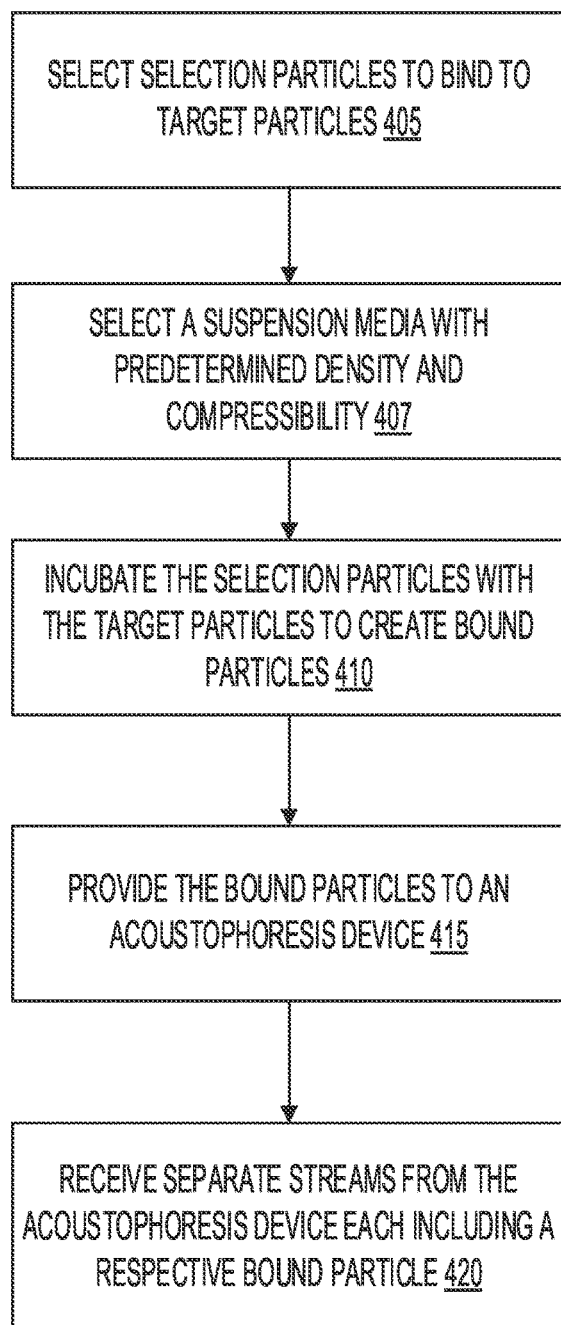 SELECT SELECTION PARTICLES TO BIND TO
TARGET PARTICLES 405
SELECT A SUSPENSION MEDIA WITH
PREDETERMINED DENSITY AND
COMPRESSIBILITY 407
INCUBATE THE SELECTION PARTICLES WITH
THE TARGET PARTICLES TO CREATE BOUND
PARTICLES 410
PROVIDE THE BOUND PARTICLES TO AN
ACOUSTOPHORESIS DEVICE 415
RECEIVE SEPARATE STREAMS FROM THE
ACOUSTOPHORESIS DEVICE EACH INCLUDING A
RESPECTIVE BOUND PARTICLE 420